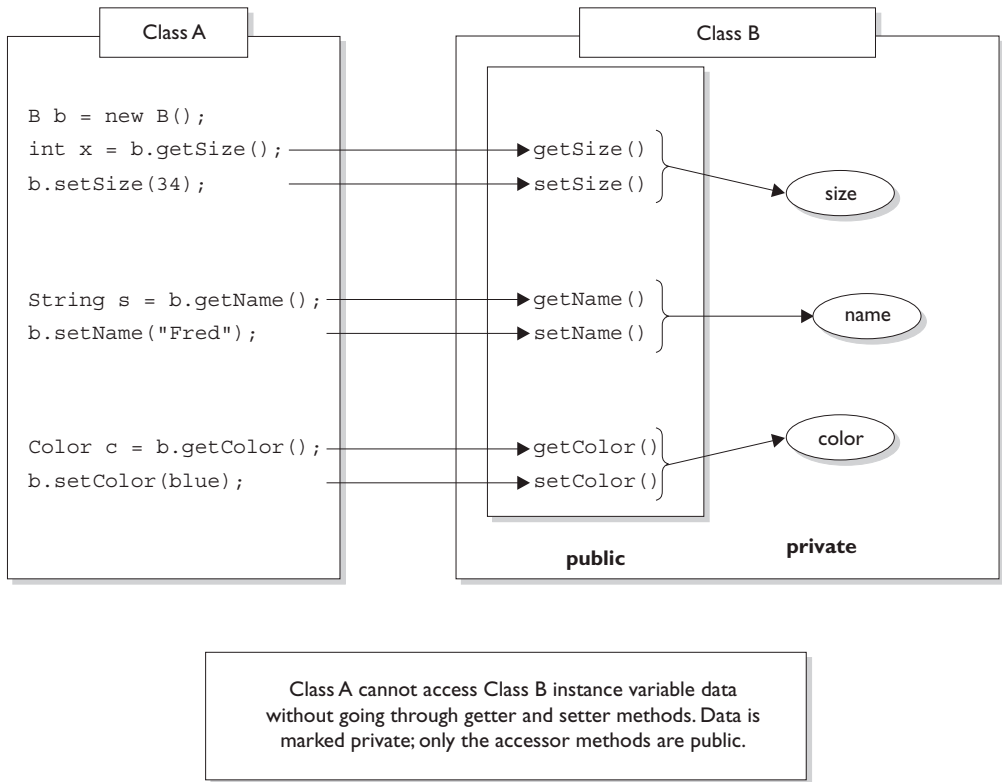 Class A
B b = new B();
int x = b.getSize();
b.setSize(34);
String s = b.getName();
b.setName("Fred");
Color c = b.getColor();
b.setColor(blue);
Class B
getSize()
setSize()
getName()
setName()
getColor()
setColor()
public
size
name
color
private
Class A cannot access Class B instance variable data
without going through getter and setter methods. Data is
marked private; only the accessor methods are public.